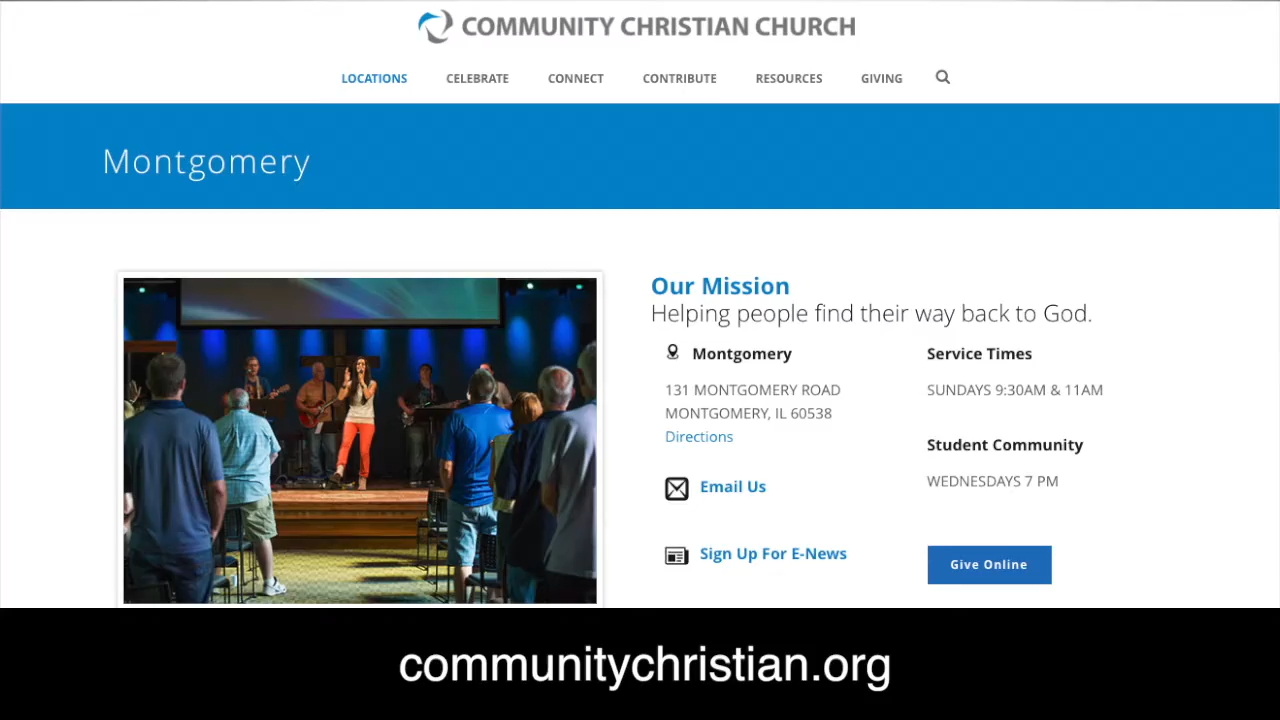 COMMUNITY CHRISTIAN CHURCH
LOCATIONS CELEBRATE CONNECT CONTRIBUTE RESOURCES GIVING
Montgomery
Our Mission
Helping people find their way back to God.
Montgomery
131 MONTGOMERY ROAD
MONTGOMERY, IL 60538
Directions
Email Us
Sign Up For E-News
Service Times
SUNDAYS 9:30AM & 11AM
Student Community
WEDNESDAYS 7 PM
Give Online
communitychristian.org